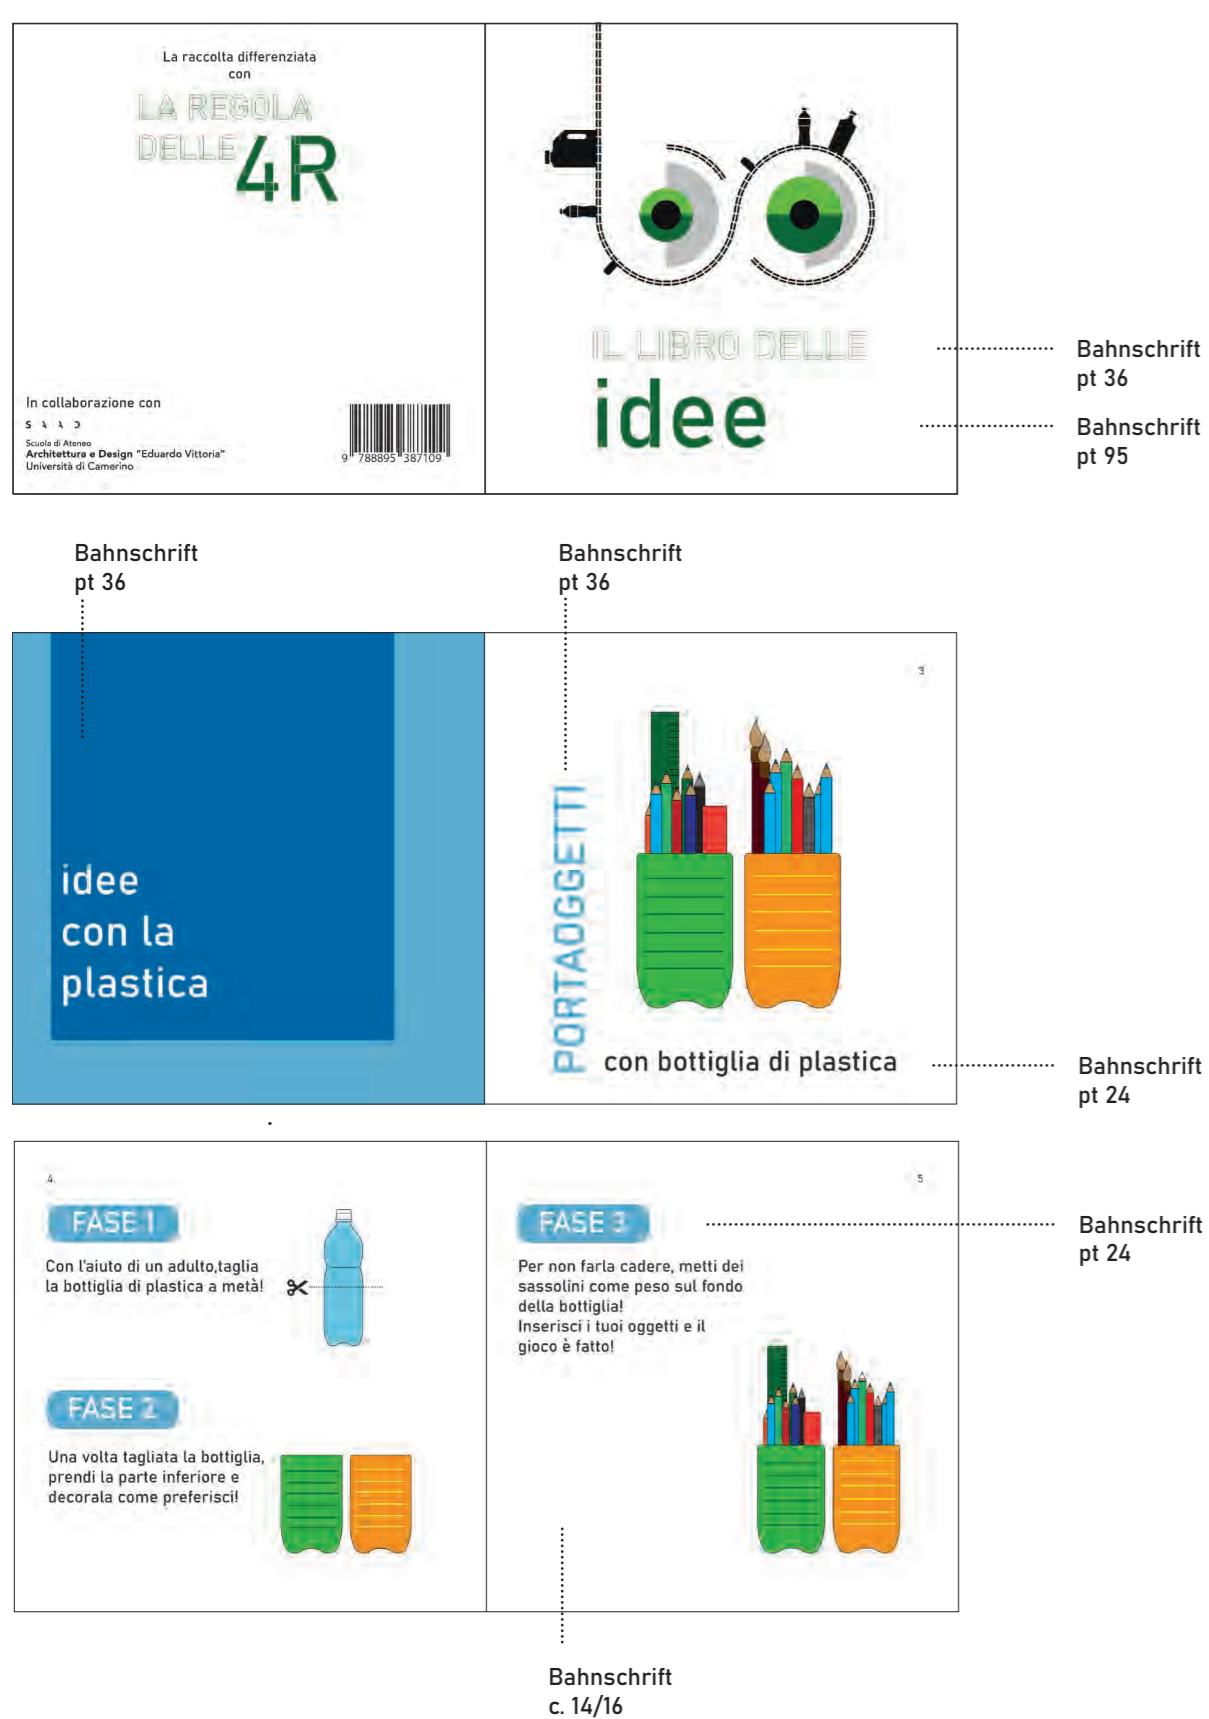 La raccolta differenziata
con
LA REGOLA
DELLE 4R
In collaborazione con
S A A D
Scuola di Ateneo
Architettura e Design "Eduardo Vittoria"
Università di Camerino
9 788895 387109
IL LIBRO DELLE
idee
Bahnschrift
pt 36
Bahnschrift
pt 95
Bahnschrift
pt 36
Bahnschrift
pt 36
idee
con la
plastica
3
PORTAOGGETTI
con bottiglia di plastica
Bahnschrift
pt 24
4
FASE 1
Con l'aiuto di un adulto,taglia
la bottiglia di plastica a metà!
FASE 2
Una volta tagliata la bottiglia,
prendi la parte inferiore e
decorala come preferisci!
5
FASE 3
Per non farla cadere, metti dei
sassolini come peso sul fondo
della bottiglia!
Inserisci i tuoi oggetti e il
gioco è fatto!
Bahnschrift
pt 24
Bahnschrift
c. 14/16